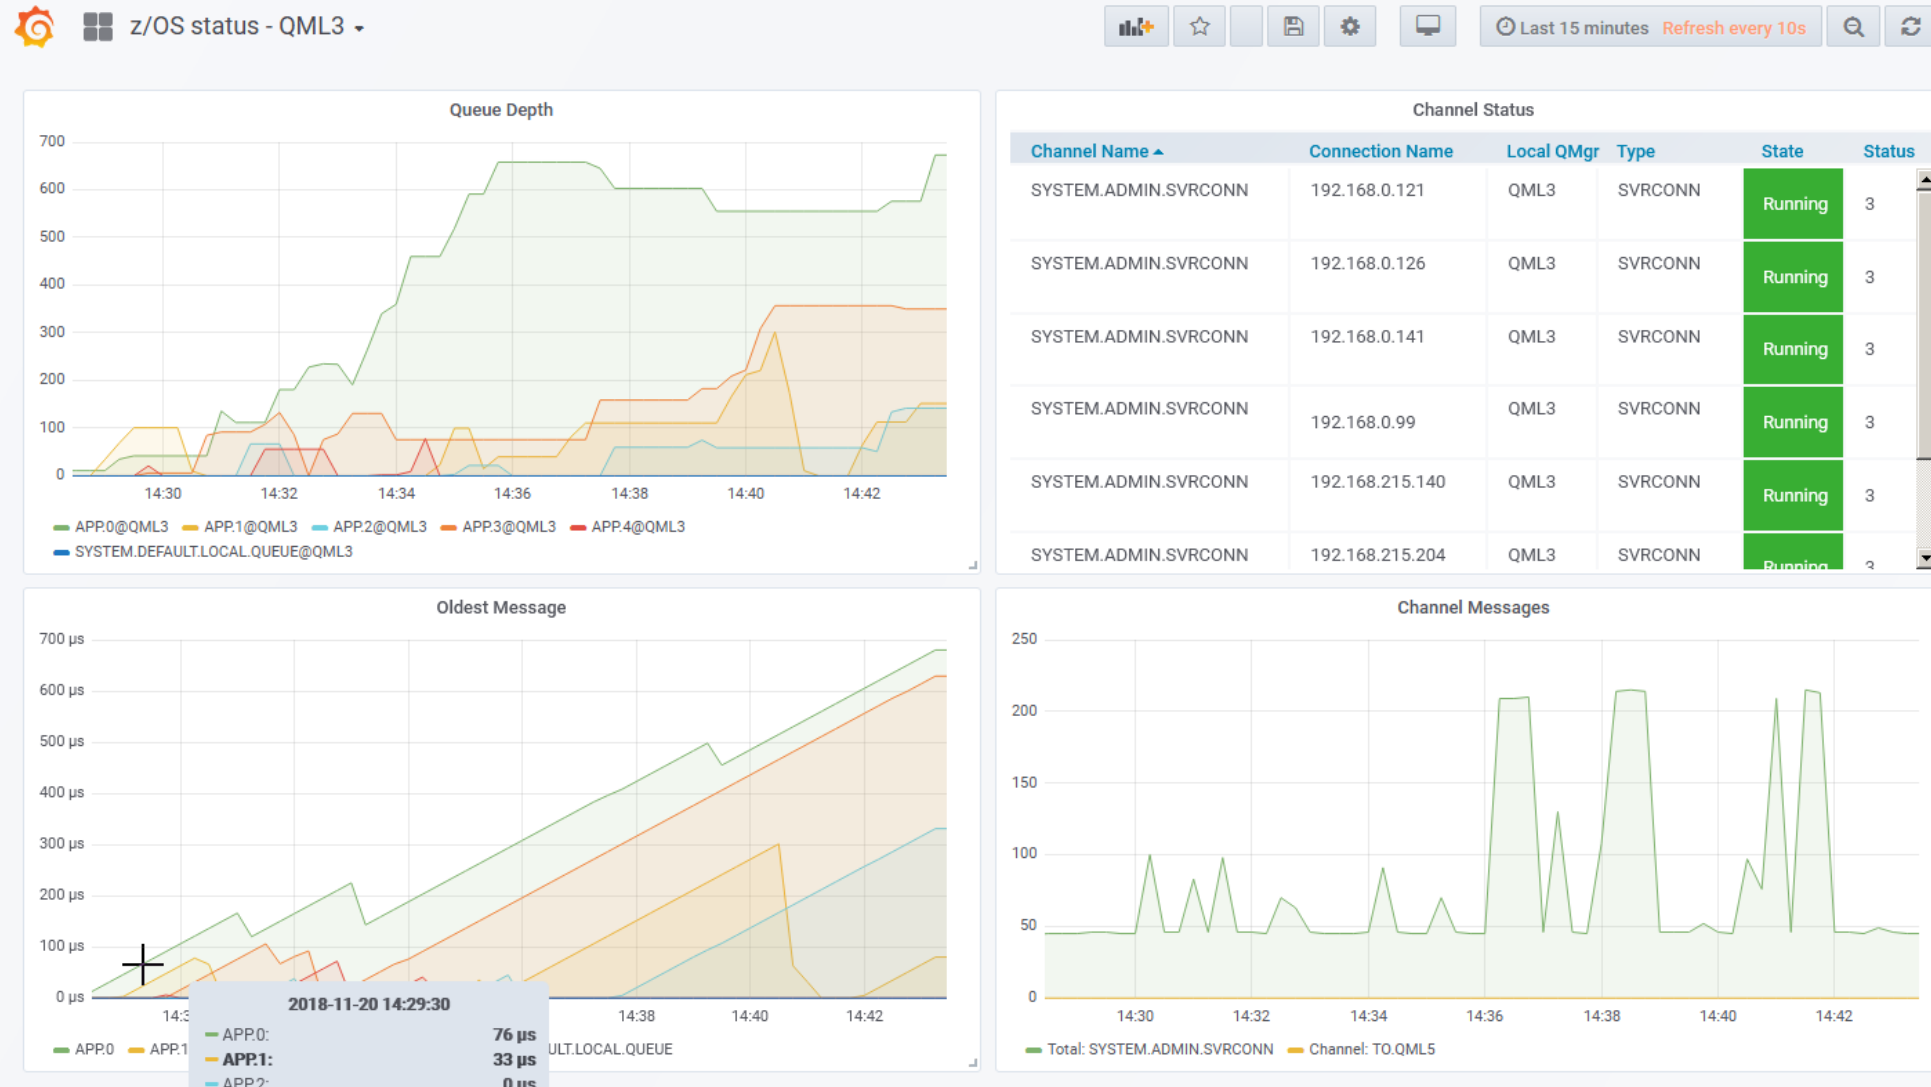 z/OS status - QML3
Last 15 minutes Refresh every 10s
Queue Depth
700
600
500
400
300
200
100
0
14:30 14:32 14:34 14:36 14:38 14:40 14:42
APP.0@QML3 APP.1@QML3 APP.2@QML3 APP.3@QML3 APP.4@QML3
SYSTEM.DEFAULT.LOCAL.QUEUE@QML3
Channel Status
Channel Name Connection Name Local QMgr Type State Status
SYSTEM.ADMIN.SVRCONN 192.168.0.121 QML3 SVRCONN Running 3
SYSTEM.ADMIN.SVRCONN 192.168.0.126 QML3 SVRCONN Running 3
SYSTEM.ADMIN.SVRCONN 192.168.0.141 QML3 SVRCONN Running 3
SYSTEM.ADMIN.SVRCONN 192.168.0.99 QML3 SVRCONN Running 3
SYSTEM.ADMIN.SVRCONN 192.168.215.140 QML3 SVRCONN Running 3
SYSTEM.ADMIN.SVRCONN 192.168.215.204 QML3 SVRCONN Running 3
Oldest Message
700 µs
600 µs
500 µs
400 µs
300 µs
200 µs
100 µs
0 µs
14:3 14:38 14:40 14:42
APP.0 APP.1 ULT.LOCAL.QUEUE
2018-11-20 14:29:30
APP.0: 76 µs
APP.1: 33 µs
APP.2: 0 µs
Channel Messages
250
200
150
100
50
0
14:30 14:32 14:34 14:36 14:38 14:40 14:42
Total: SYSTEM.ADMIN.SVRCONN Channel: TO.QML5